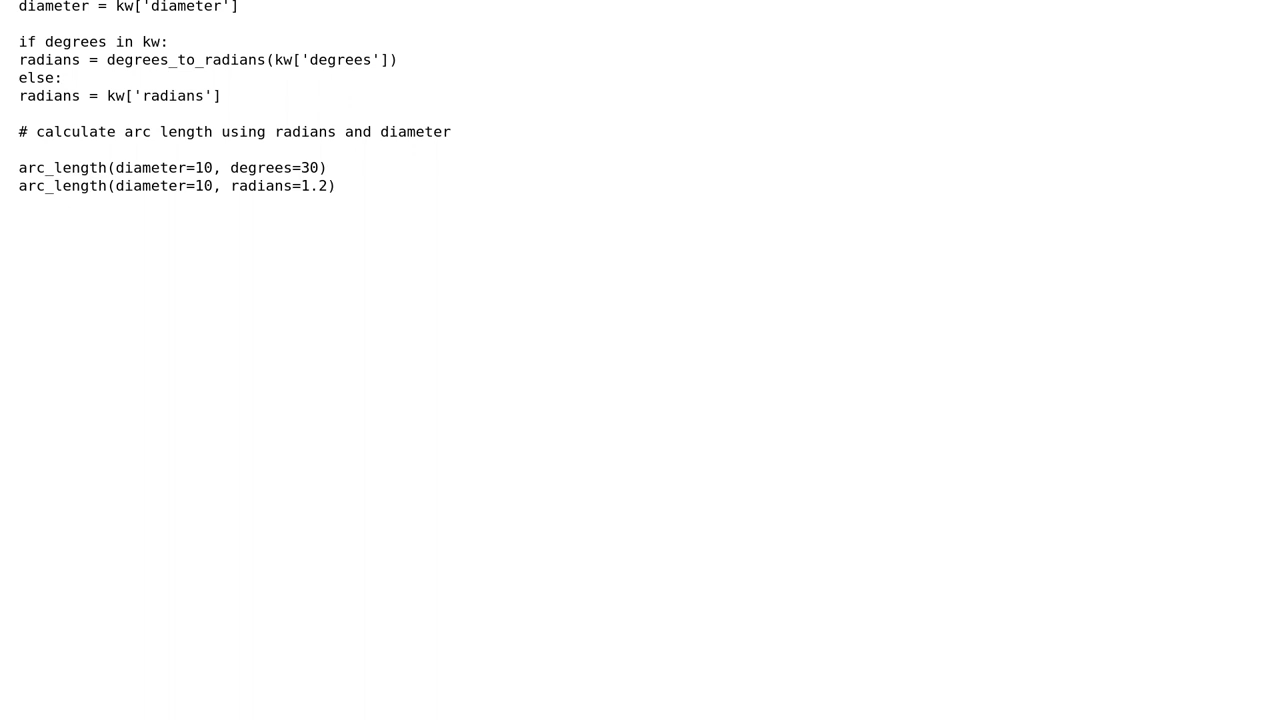 diameter = kw['diameter']
if degrees in kw:
radians = degrees_to_radians(kw['degrees'])
else:
radians = kw['radians']
# calculate arc length using radians and diameter
arc_length(diameter=10, degrees=30)
arc_length(diameter=10, radians=1.2)